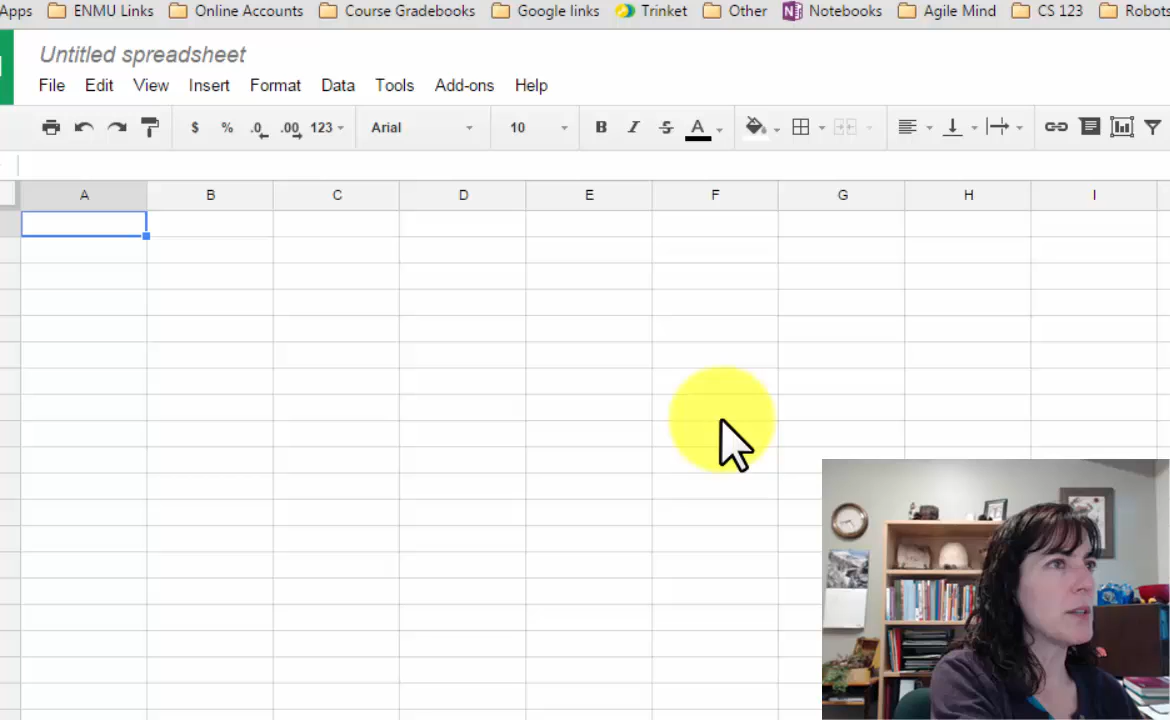 Apps ENMU Links Online Accounts Course Gradebooks Google links Trinket Other Notebooks Agile Mind CS 123 Robots
Untitled spreadsheet
File Edit View Insert Format Data Tools Add-ons Help
$ % .0 .00 123 Arial 10 B I S A
A B C D E F G H I